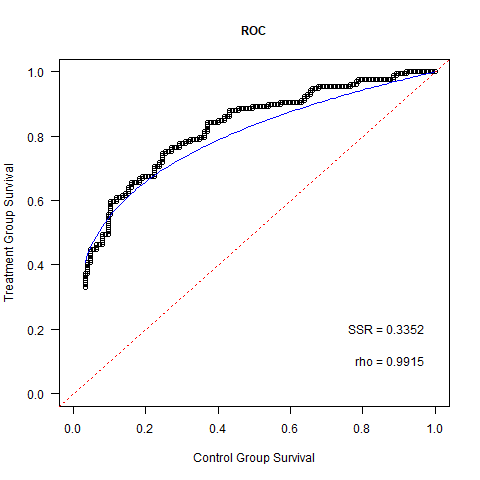 ROC
Treatment Group Survival
1.0
0.8
0.6
0.4
0.2
0.0
SSR = 0.3352
rho = 0.9915
0.0 0.2 0.4 0.6 0.8 1.0
Control Group Survival